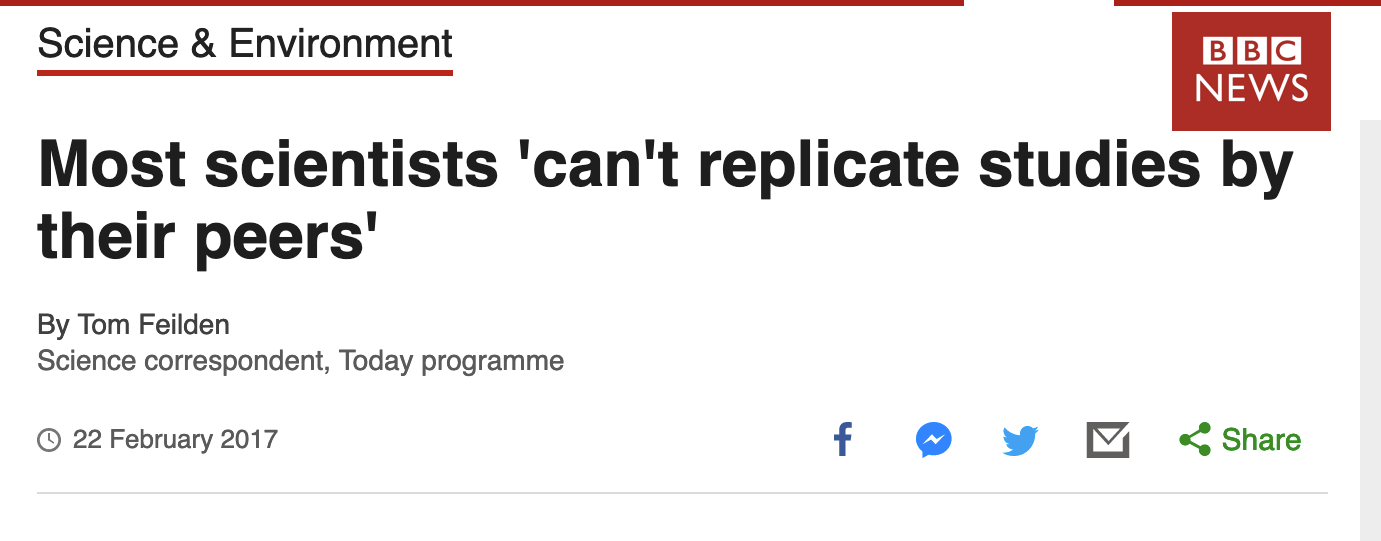 Science & Environment
BBC
NEWS
Most scientists 'can't replicate studies by
their peers'
By Tom Feilden
Science correspondent, Today programme
22 February 2017
Share